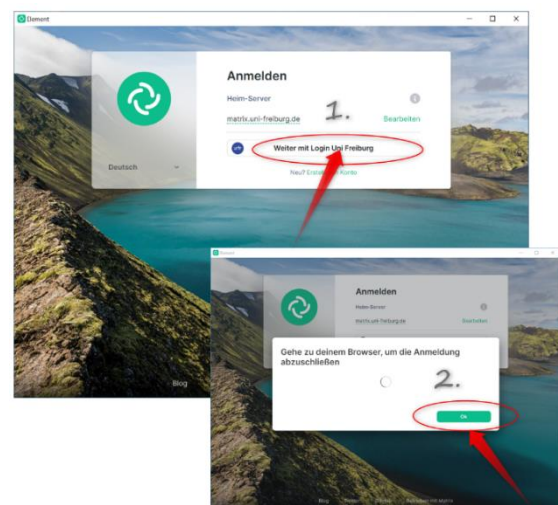 Element
Anmelden
Heim-Server
1.
matrix.uni-freiburg.de
Bearbeiten
Weiter mit Login Uni Freiburg
Deutsch
Neu?
Konto
Blog
Element
Anmelden
Heim-Server
matrix.uni-freiburg.de
Bearbeiten
Gehe zu deinem Browser, um die Anmeldung
abzuschließen
2.
Ok
Blog